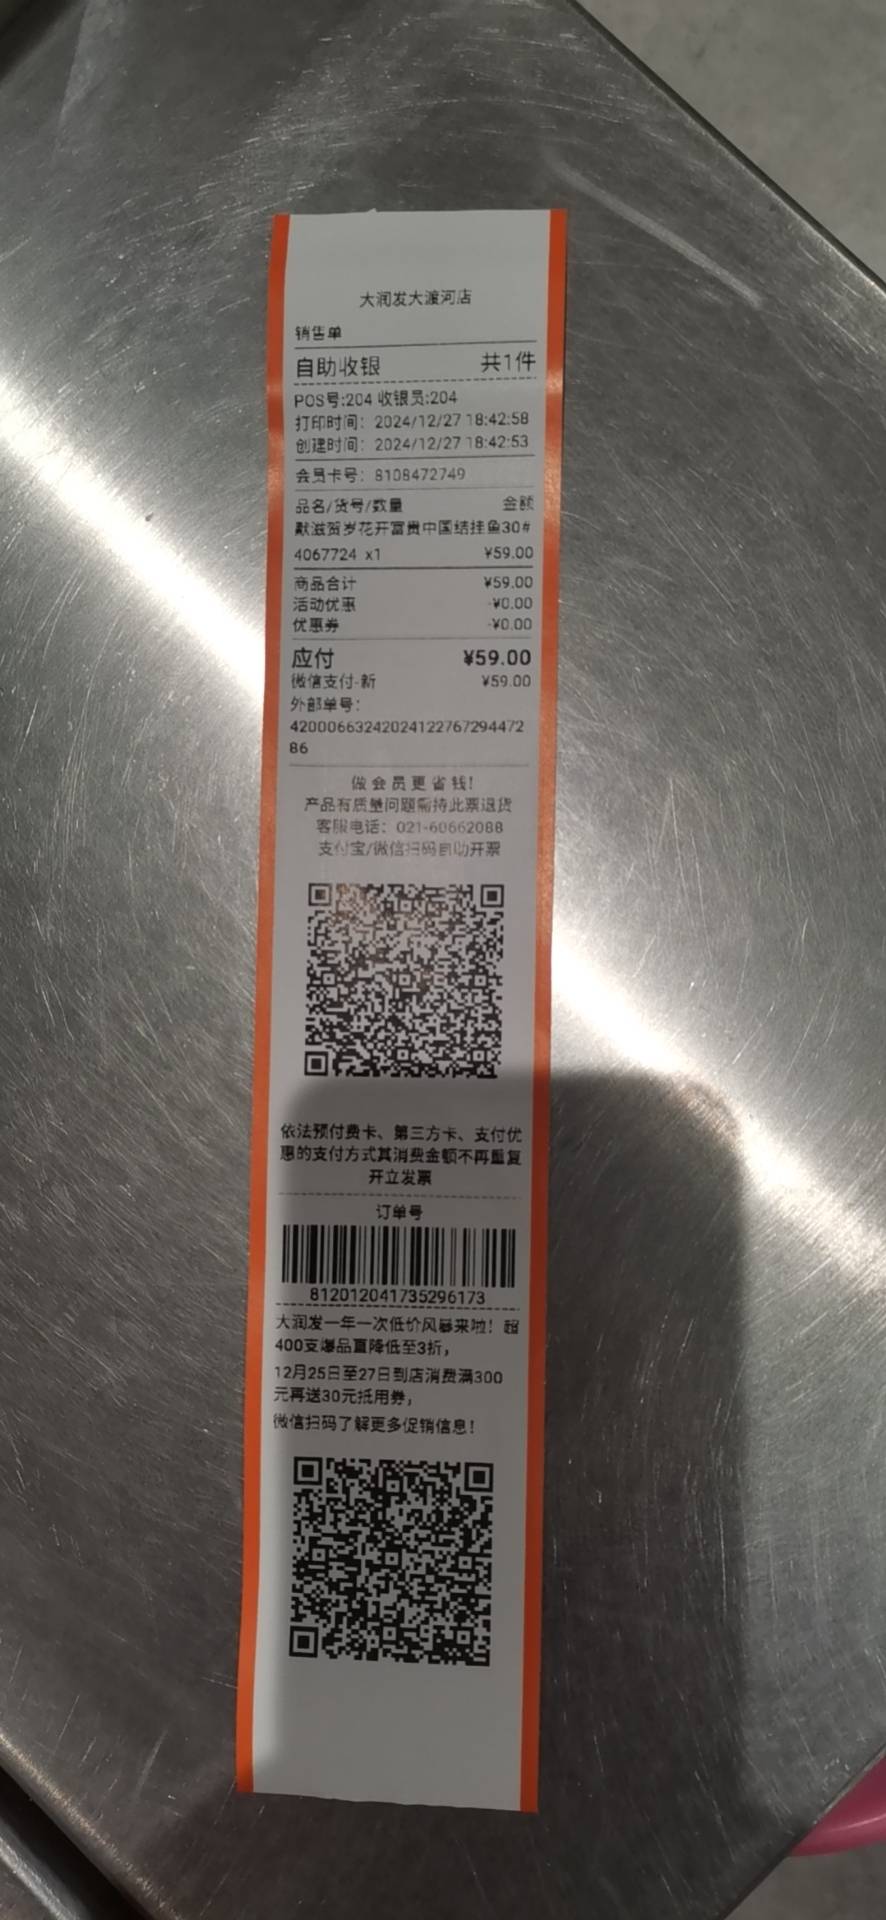 大润发大渡河店
销售单
自助收银 共1件
POS号:204 收银员:204
打印时间: 2024/12/27 18:42:58
创建时间: 2024/12/27 18:42:53
会员卡号: 8108472749
品名/货号/数量 金额
默滋贺岁花开富贵中国结挂鱼30#
4067724 x1 ¥59.00
商品合计 ¥59.00
活动优惠 -¥0.00
优惠券 -¥0.00
应付 ¥59.00
微信支付-新 ¥59.00
外部单号:
42000663242024122767294472
86
做会员更省钱!
产品有质量问题需持此票退货
客服电话: 021-60662088
支付宝/微信扫码自助开票
依法预付费卡、第三方卡、支付优
惠的支付方式其消费金额不再重复
开立发票
订单号
812012041735296173
大润发一年一次低价风暴来啦! 超
400支爆品直降低至3折,
12月25日至27日到店消费满300
元再送30元抵用券,
微信扫码了解更多促销信息!